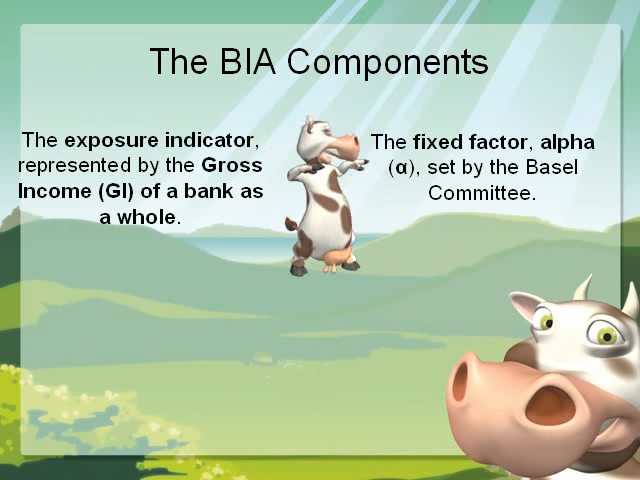 The BIA Components
The exposure indicator,
represented by the Gross
Income (GI) of a bank as
a whole.
The fixed factor, alpha
(α), set by the Basel
Committee.